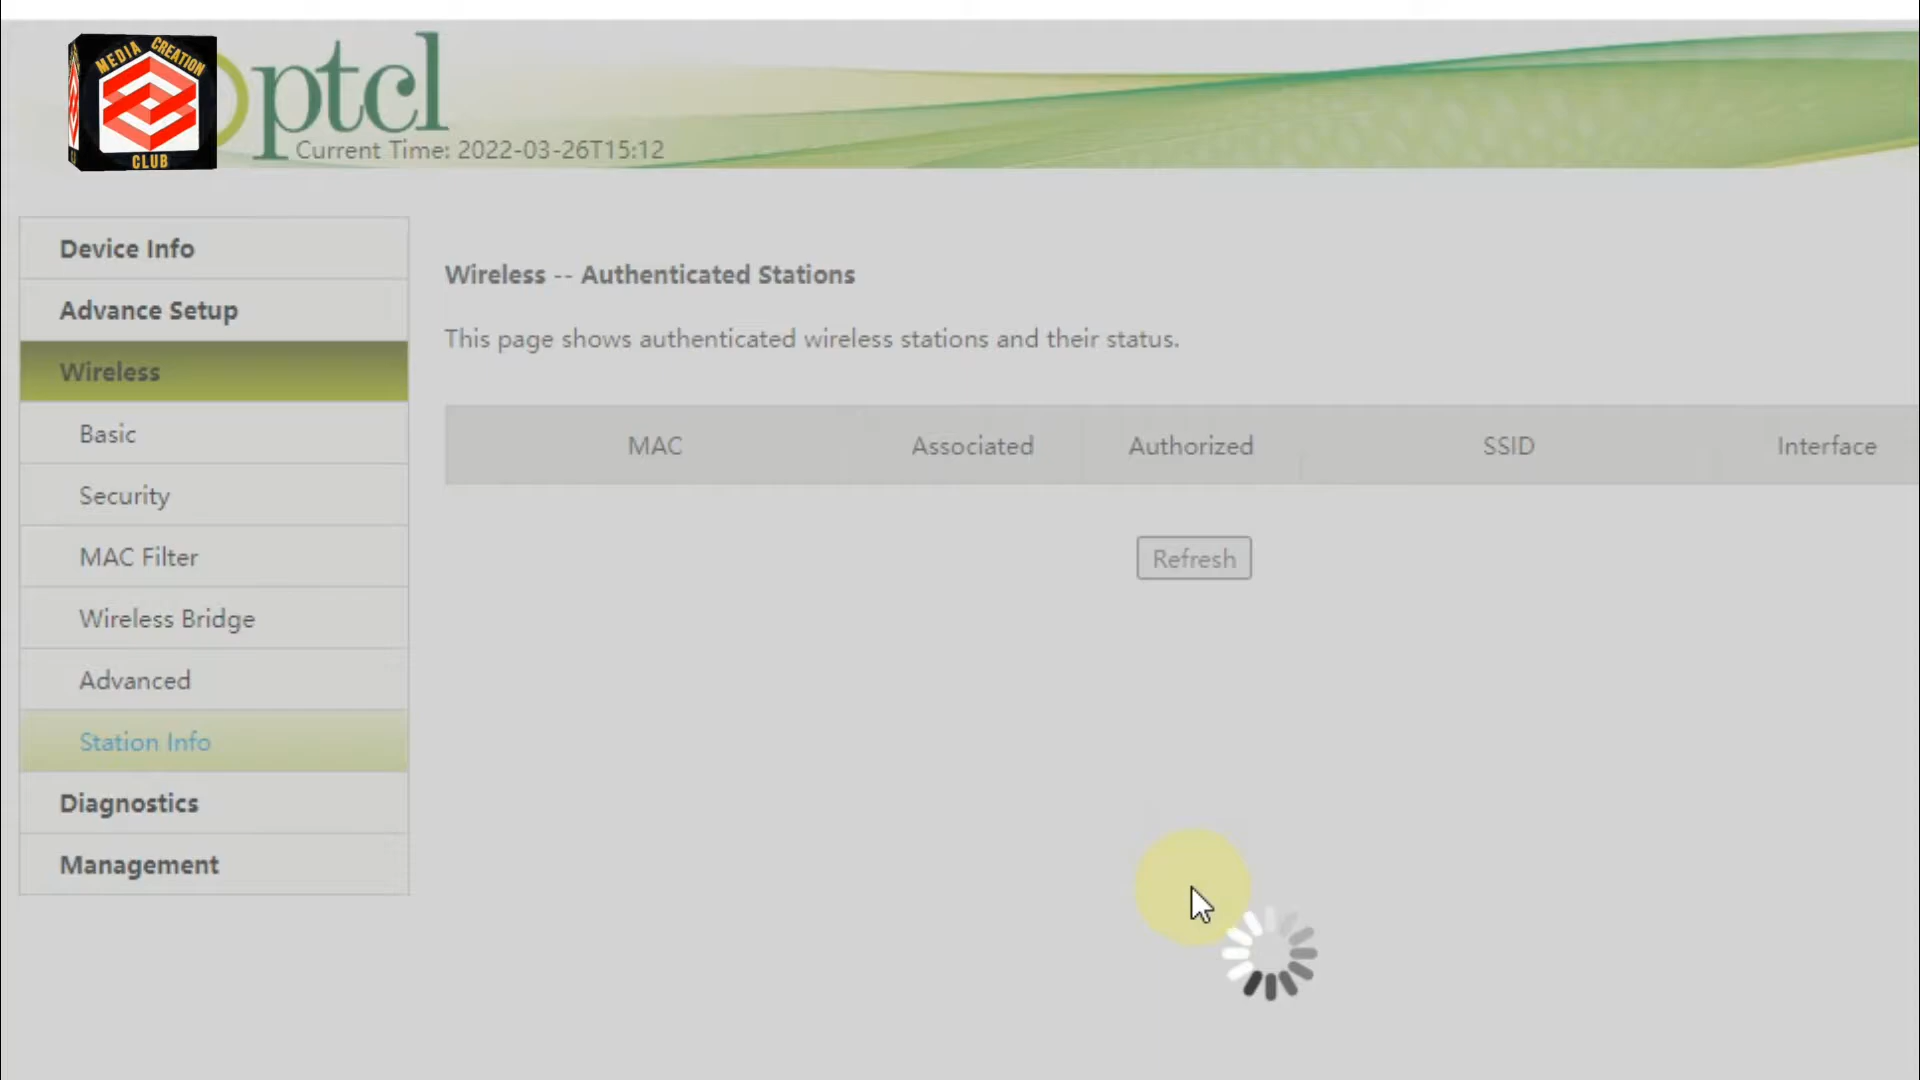 MEDIA CREATION
CLUB
ptcl
Current Time: 2022-03-26T15:12
Device Info
Advance Setup
Wireless
Basic
Security
MAC Filter
Wireless Bridge
Advanced
Station Info
Diagnostics
Management
Wireless -- Authenticated Stations
This page shows authenticated wireless stations and their status.
MAC Associated Authorized SSID Interface
Refresh